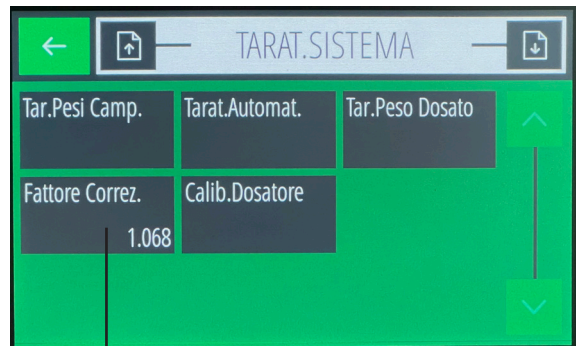 TARAT.SISTEMA
Tar.Pesi Camp.
Tarat.Automat.
Tar.Peso Dosato
Fattore Correz.
1.068
Calib.Dosatore